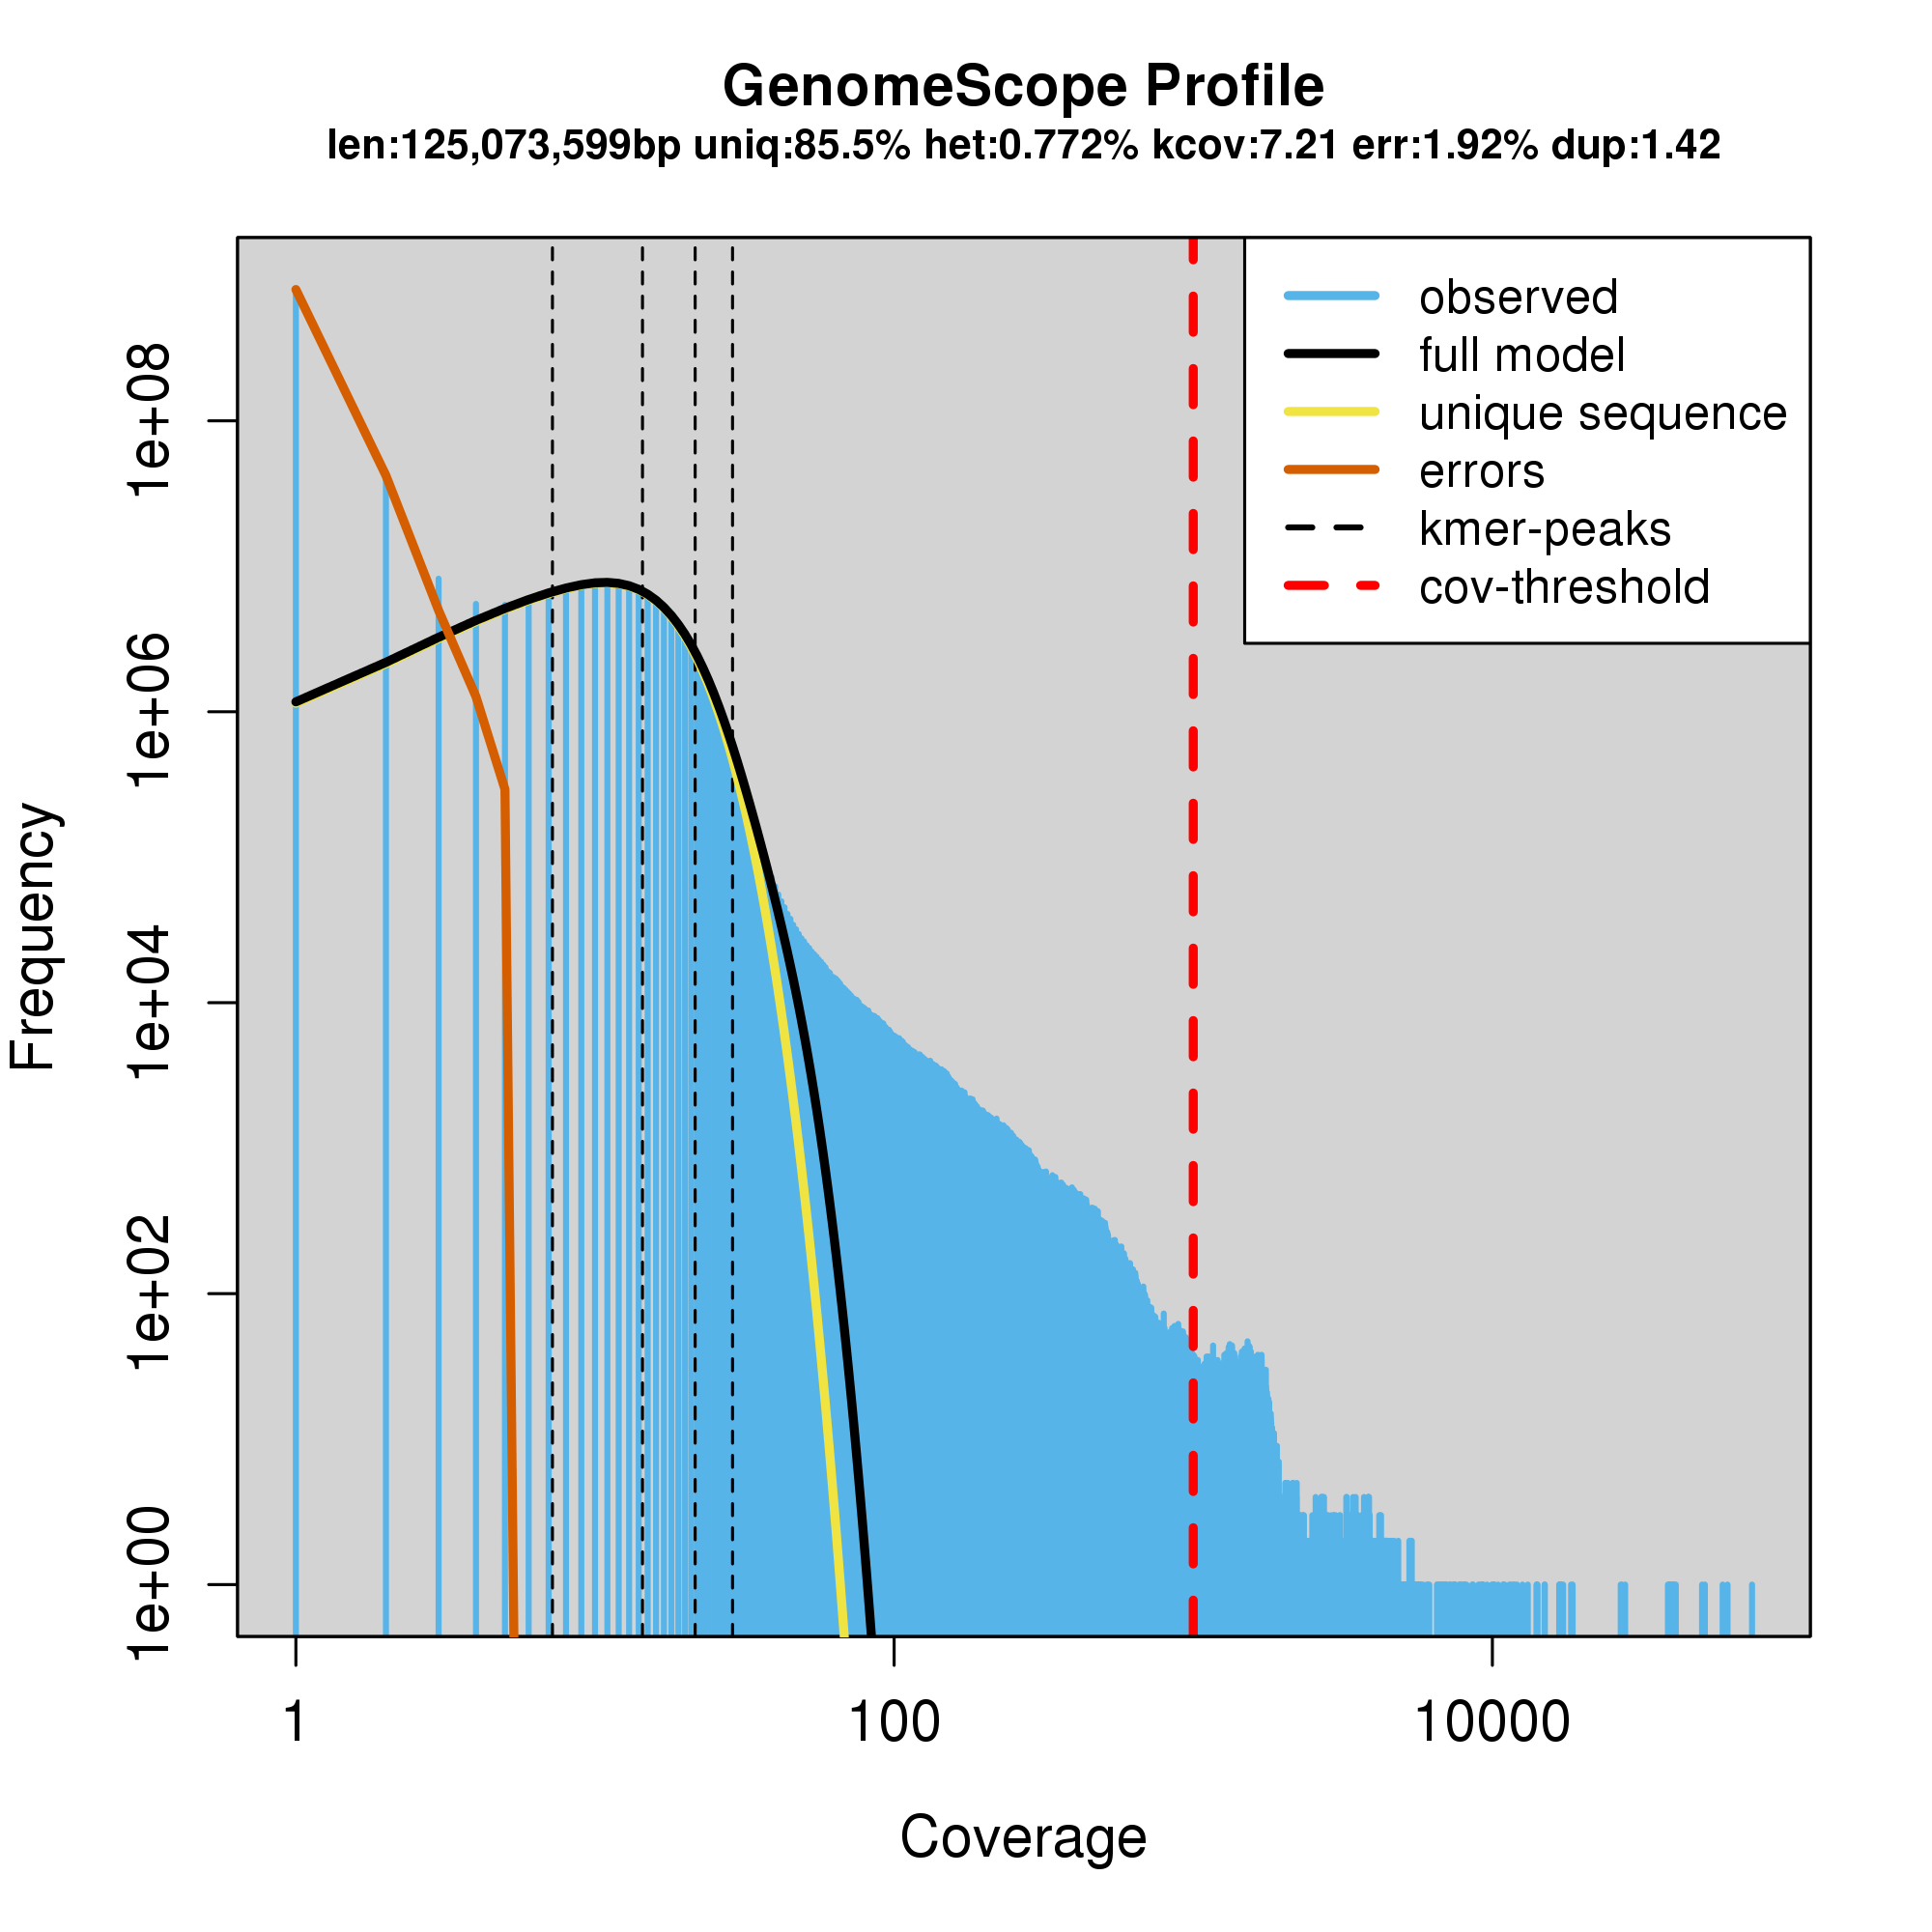 GenomeScope Profile
len:125,073,599bp uniq:85.5% het:0.772% kcov:7.21 err:1.92% dup:1.42
observed
full model
unique sequence
errors
kmer-peaks
cov-threshold
Frequency
1e+08
1e+06
1e+04
1e+02
1e+00
1
100
10000
Coverage